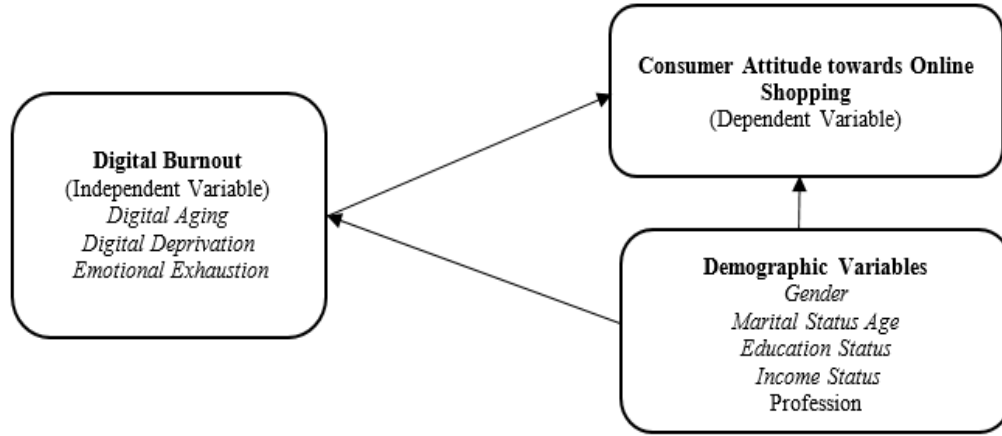 Digital Burnout
(Independent Variable)
Digital Aging
Digital Deprivation
Emotional Exhaustion
Consumer Attitude towards Online
Shopping
(Dependent Variable)
Demographic Variables
Gender
Marital Status Age
Education Status
Income Status
Profession